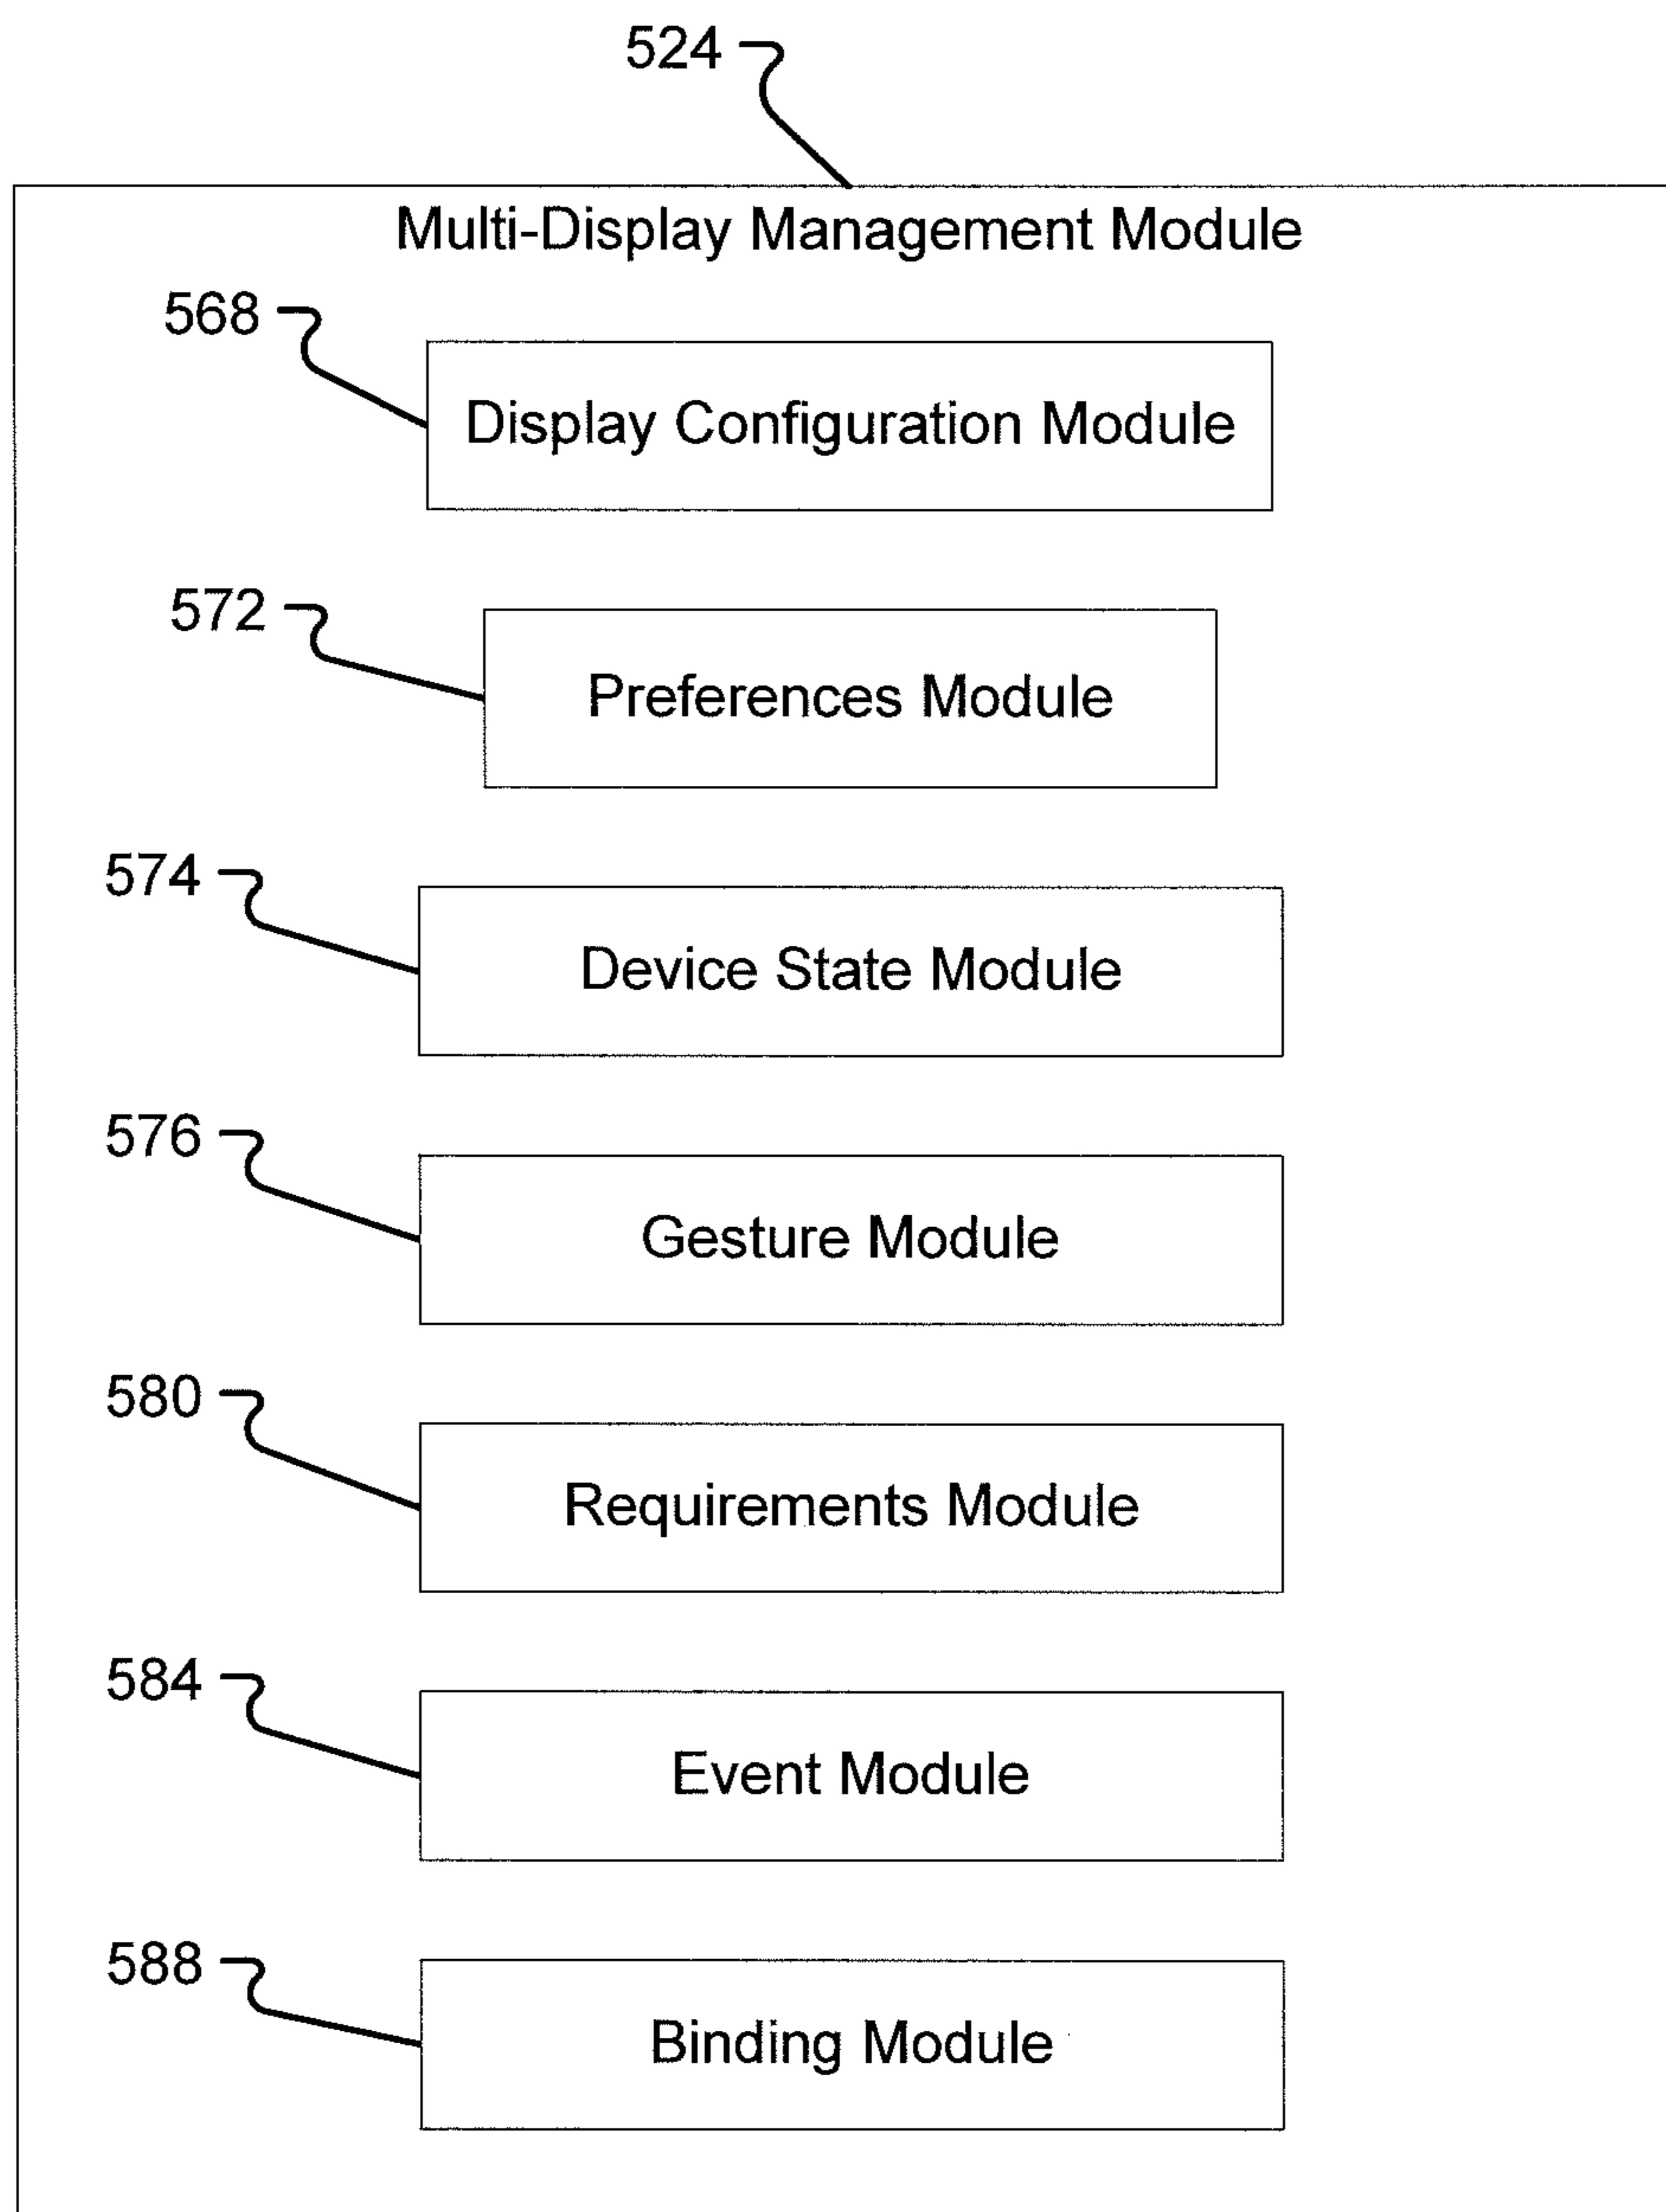 524
Multi-Display Management Module
568
Display Configuration Module
572
Preferences Module
574
Device State Module
576
Gesture Module
580
Requirements Module
584
Event Module
588
Binding Module